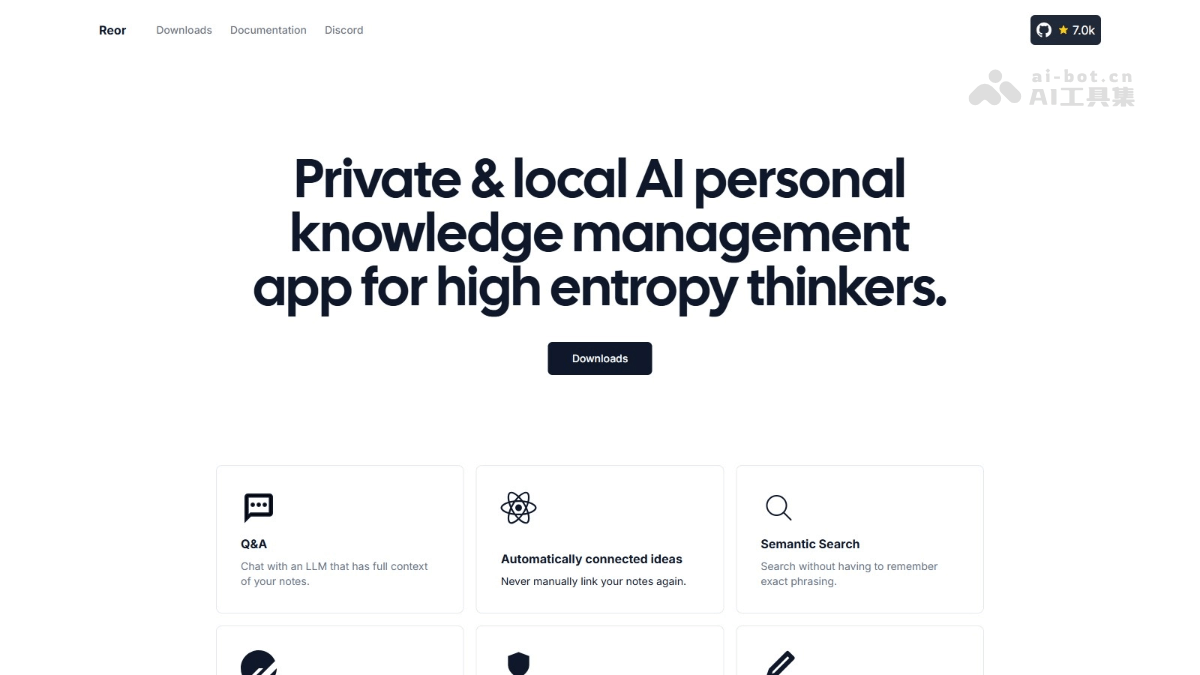 Reor
Downloads
Documentation
Discord
7.0k
ai-bot.cn
AI工具集
Private & local AI personal
knowledge management
app for high entropy thinkers.
Downloads
Q&A
Chat with an LLM that has full context
of your notes.
Automatically connected ideas
Never manually link your notes again.
Semantic Search
Search without having to remember
exact phrasing.